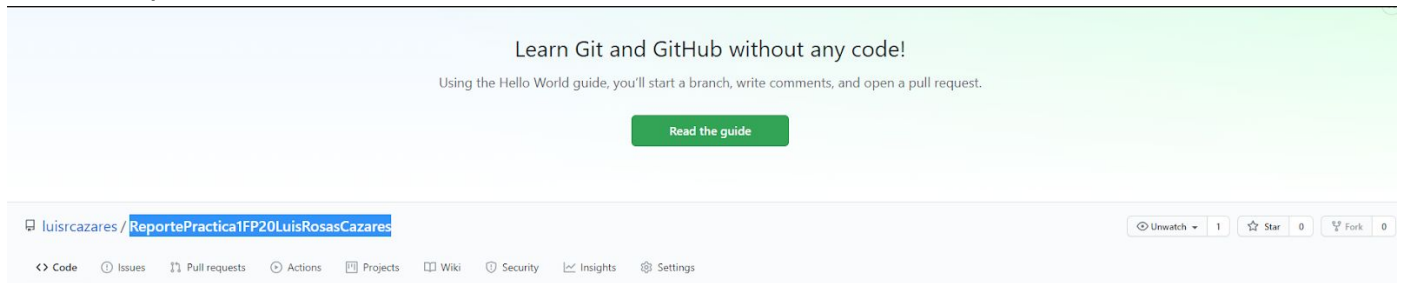 Learn Git and GitHub without any code!
Using the Hello World guide, you'll start a branch, write comments, and open a pull request.
Read the guide
luisrcazares / ReportePractica1FP20LuisRosasCazares
Unwatch 1 Star 0 Fork 0
Code Issues Pull requests Actions Projects Wiki Security Insights Settings